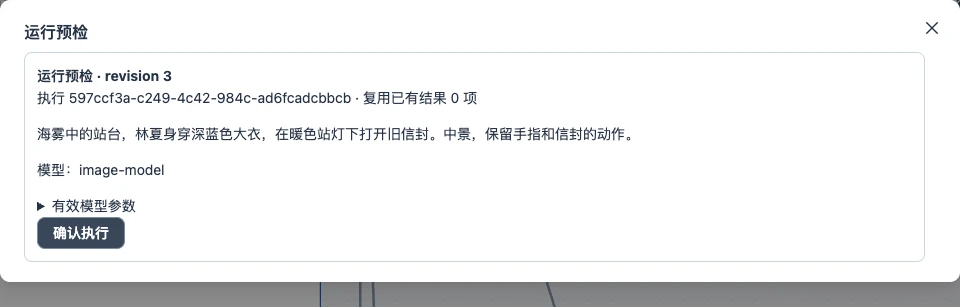 运行预检
运行预检 · revision 3
执行 597ccf3a-c249-4c42-984c-ad6fcadcbbcb · 复用已有结果 0 项
海雾中的站台，林夏身穿深蓝色大衣，在暖色站灯下打开旧信封。中景，保留手指和信封的动作。
模型：image-model
有效模型参数
确认执行